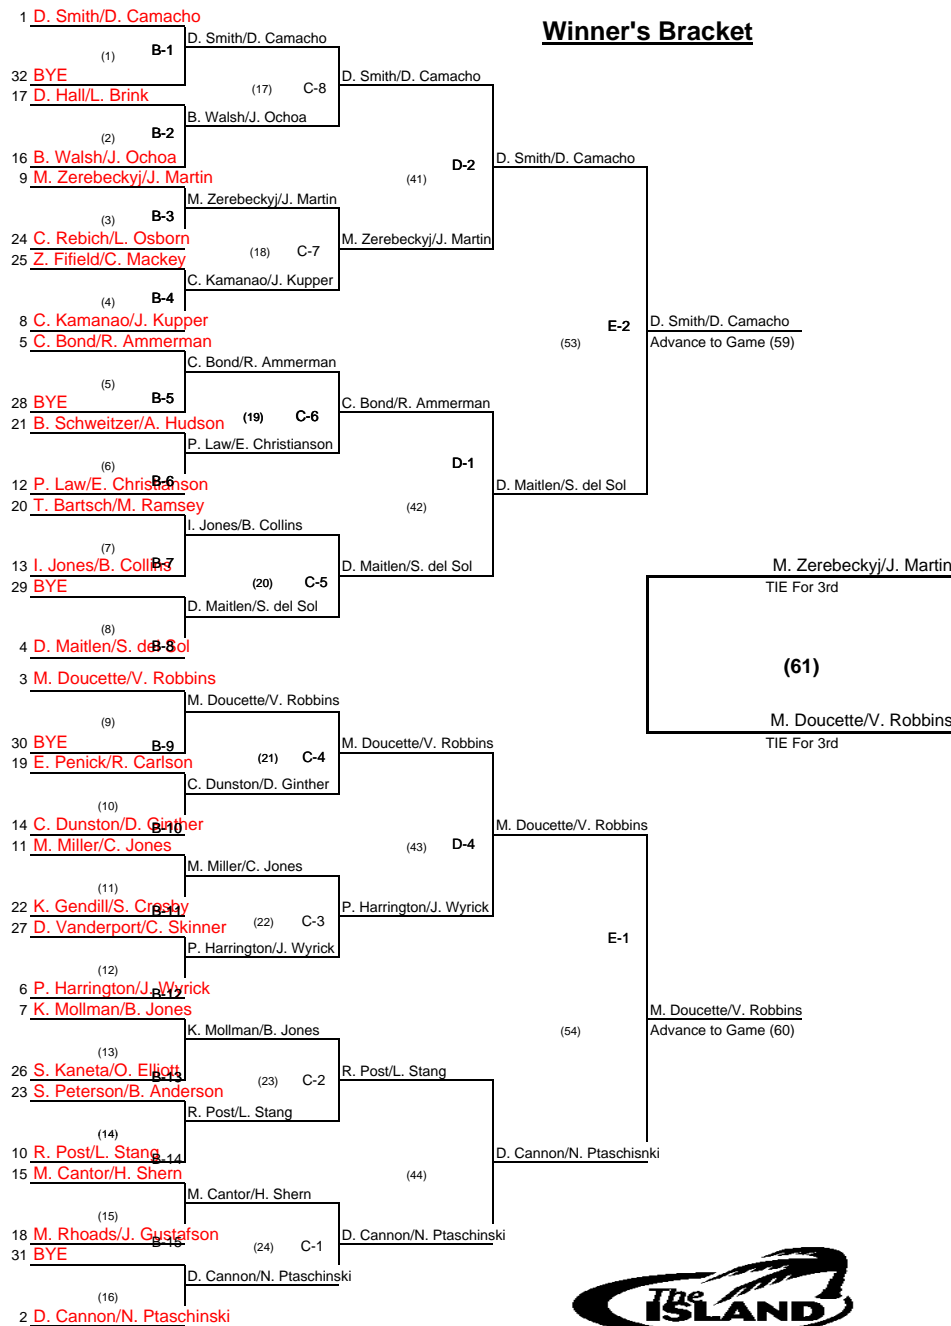 1 D. Smith/D. Camacho
Winner's Bracket
D. Smith/D. Camacho
(1) B-1
32 BYE
D. Smith/D. Camacho
(17) C-8
17 D. Hall/L. Brink
B. Walsh/J. Ochoa
(2) B-2
16 B. Walsh/J. Ochoa
D. Smith/D. Camacho
(41) D-2
9 M. Zerebeckyj/J. Martin
M. Zerebeckyj/J. Martin
(3) B-3
24 C. Rebich/L. Osborn
M. Zerebeckyj/J. Martin
(18) C-7
25 Z. Fifield/C. Mackey
C. Kamanao/J. Kupper
(4) B-4
8 C. Kamanao/J. Kupper
D. Smith/D. Camacho
Advance to Game (59)
(53) E-2
5 C. Bond/R. Ammerman
C. Bond/R. Ammerman
(5) B-5
28 BYE
C. Bond/R. Ammerman
(19) C-6
21 B. Schweitzer/A. Hudson
P. Law/E. Christianson
(6) B-6
12 P. Law/E. Christianson
D-1
D. Maitlen/S. del Sol
(42)
20 T. Bartsch/M. Ramsey
I. Jones/B. Collins
(7) B-7
13 I. Jones/B. Collins
D. Maitlen/S. del Sol
(20) C-5
29 BYE
D. Maitlen/S. del Sol
(8) B-8
4 D. Maitlen/S. del Sol
M. Zerebeckyj/J. Martin
TIE For 3rd
(61)
M. Doucette/V. Robbins
TIE For 3rd
3 M. Doucette/V. Robbins
M. Doucette/V. Robbins
(9) B-9
30 BYE
M. Doucette/V. Robbins
(21) C-4
19 E. Penick/R. Carlson
C. Dunston/D. Ginther
(10) B-10
14 C. Dunston/D. Ginther
M. Doucette/V. Robbins
(43) D-4
11 M. Miller/C. Jones
M. Miller/C. Jones
(11) B-11
22 K. Gendill/S. Crosby
P. Harrington/J. Wyrick
(22) C-3
27 D. Vanderport/C. Skinner
P. Harrington/J. Wyrick
(12) B-12
6 P. Harrington/J. Wyrick
E-1
M. Doucette/V. Robbins
Advance to Game (60)
(54)
7 K. Mollman/B. Jones
K. Mollman/B. Jones
(13) B-13
26 S. Kaneta/O. Elliott
R. Post/L. Stang
(23) C-2
23 S. Peterson/B. Anderson
R. Post/L. Stang
(14) B-14
10 R. Post/L. Stang
D. Cannon/N. Ptaschisnki
(44)
15 M. Cantor/H. Shern
M. Cantor/H. Shern
(15) B-15
18 M. Rhoads/J. Gustafson
D. Cannon/N. Ptaschinski
(24) C-1
31 BYE
D. Cannon/N. Ptaschinski
(16)
2 D. Cannon/N. Ptaschinski
The
ISLAND